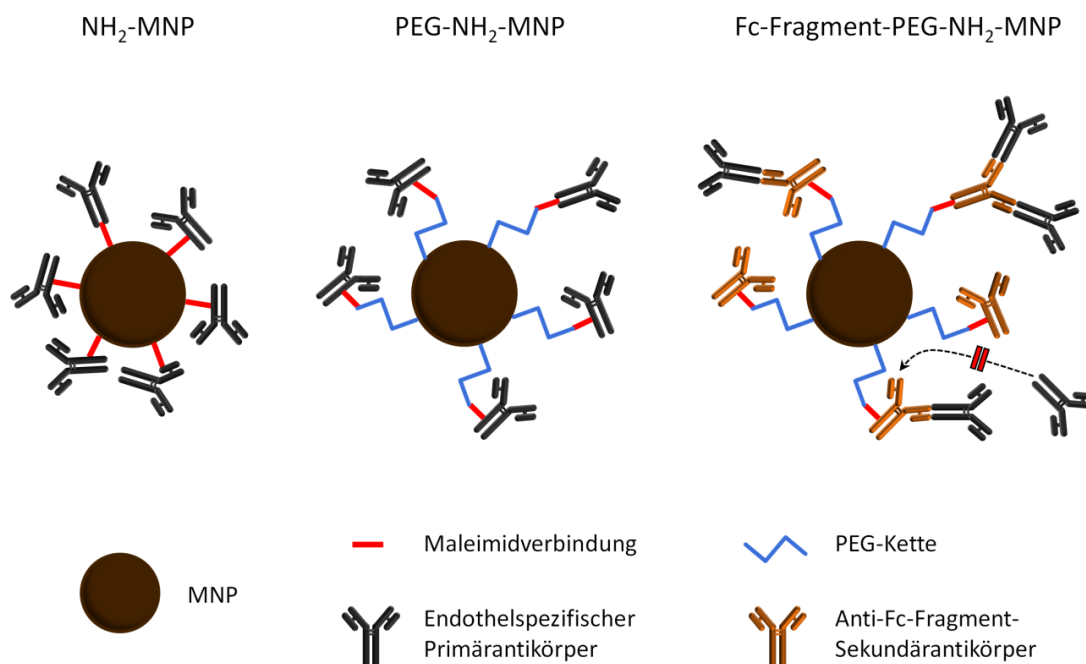 NH₂-MNP
PEG-NH₂-MNP
Fc-Fragment-PEG-NH₂-MNP
MNP
Maleimidverbindung
PEG-Kette
Endothelspezifischer
Primärantikörper
Anti-Fc-Fragment-
Sekundärantikörper